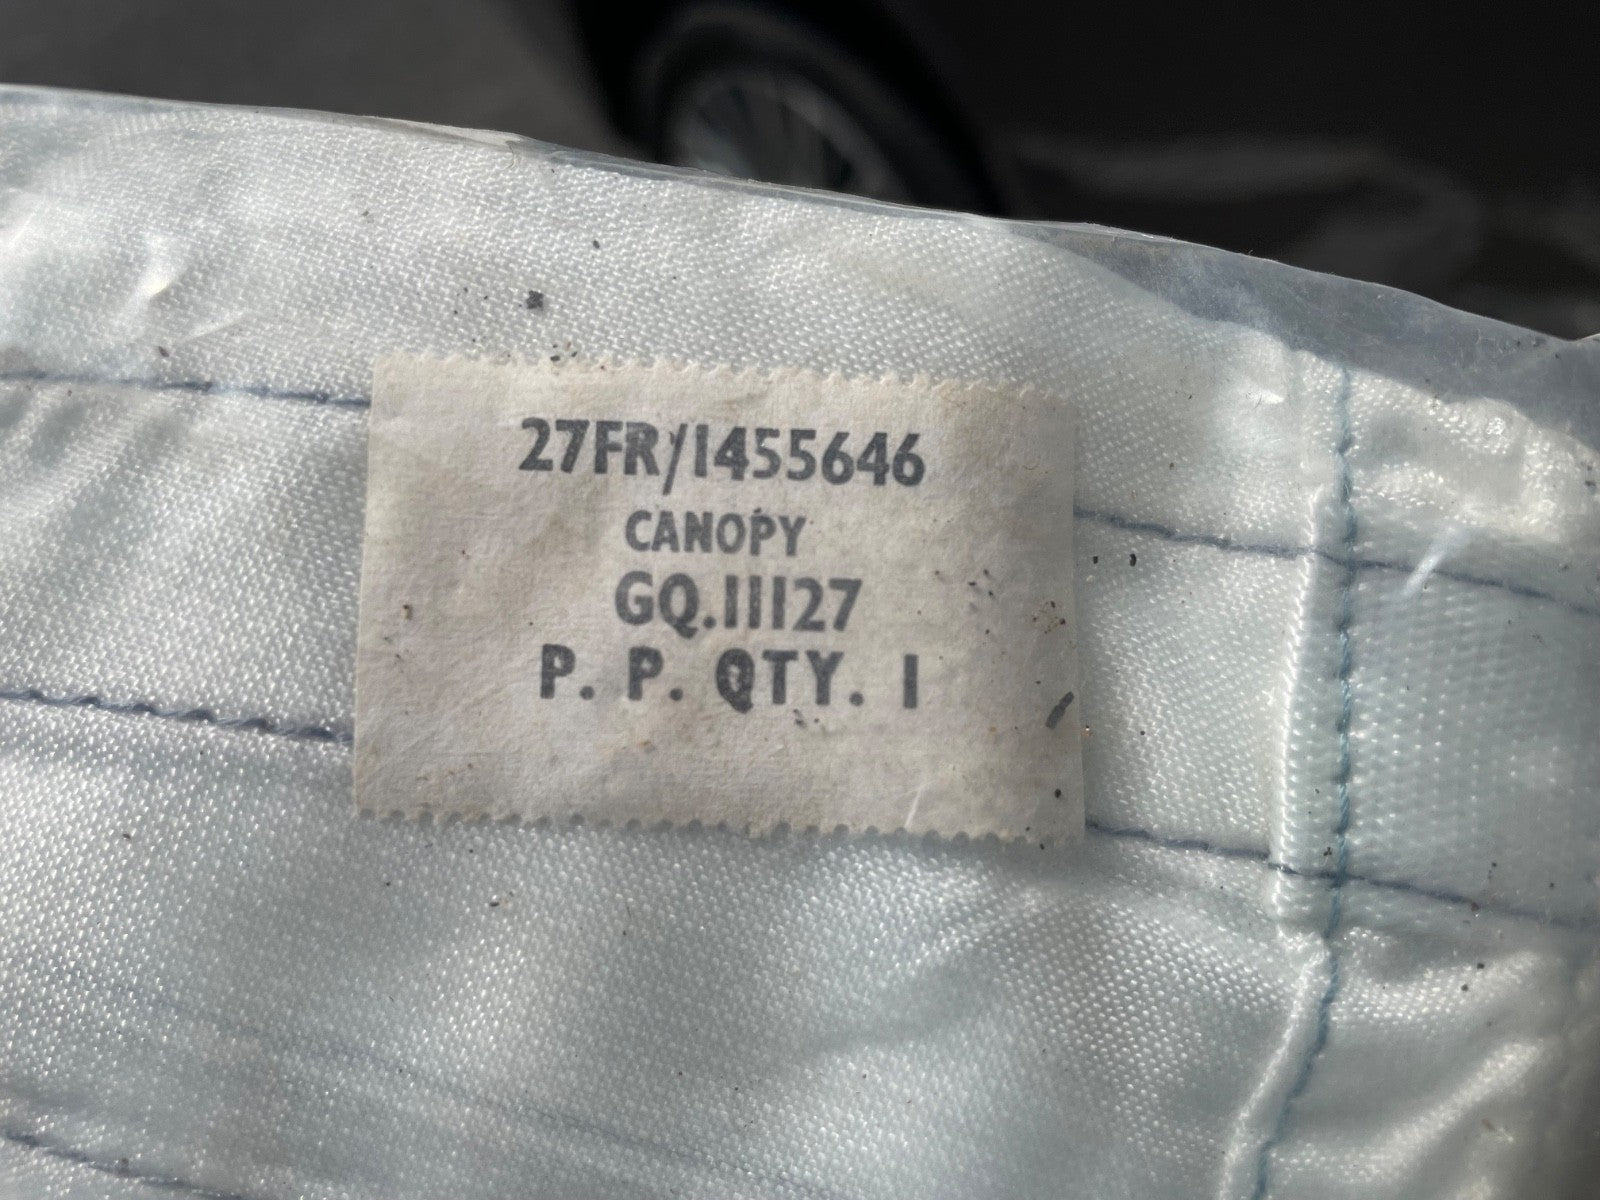 27FR/1455646
CANOPY
GQ.11127
P. P. QTY. 1